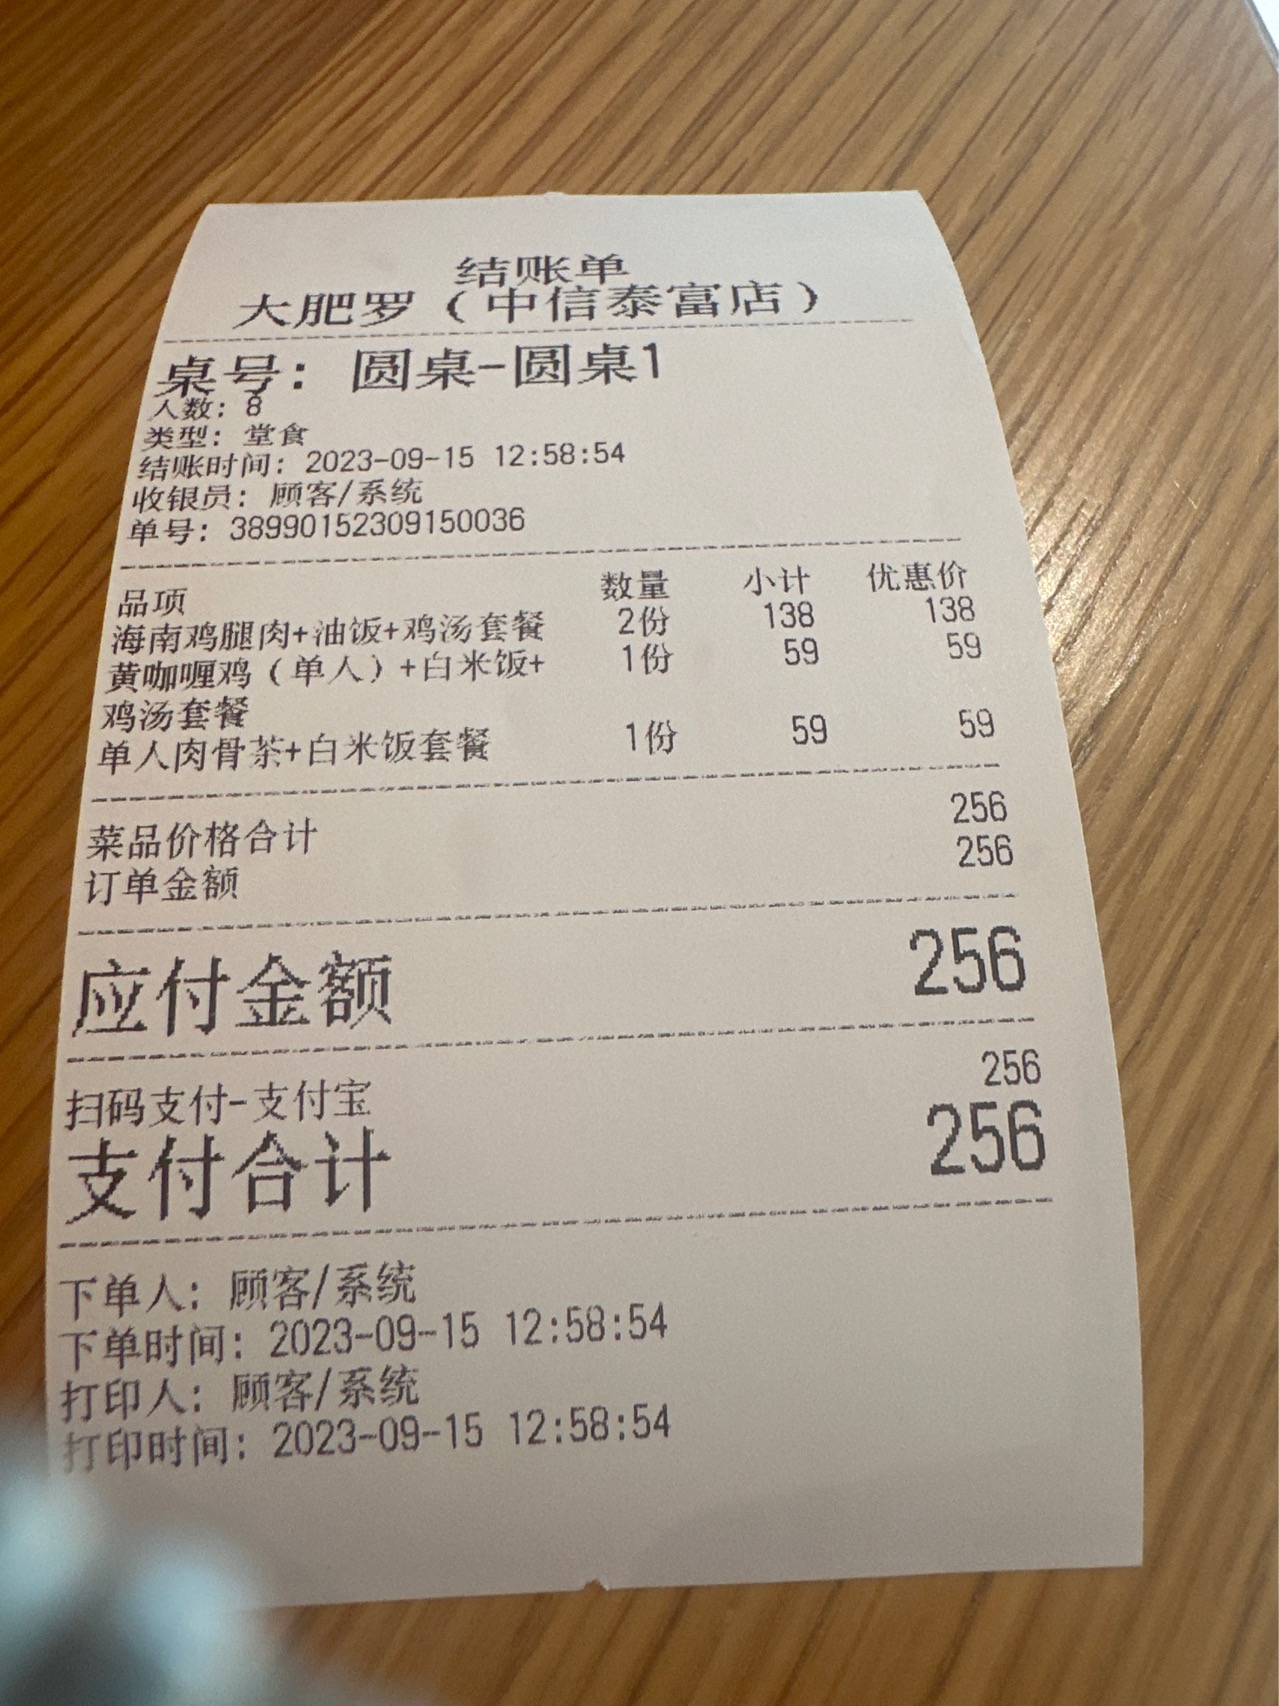 结账单
大肥罗（中信泰富店）
桌号：圆桌-圆桌1
人数：8
类型：堂食
结账时间：2023-09-15 12:58:54
收银员：顾客/系统
单号：38990152309150036
品项 数量 小计 优惠价
海南鸡腿肉+油饭+鸡汤套餐 2份 138 138
黄咖喱鸡（单人）+白米饭+ 1份 59 59
鸡汤套餐
单人肉骨茶+白米饭套餐 1份 59 59
菜品价格合计 256
订单金额 256
应付金额 256
扫码支付-支付宝 256
支付合计 256
下单人：顾客/系统
下单时间：2023-09-15 12:58:54
打印人：顾客/系统
打印时间：2023-09-15 12:58:54